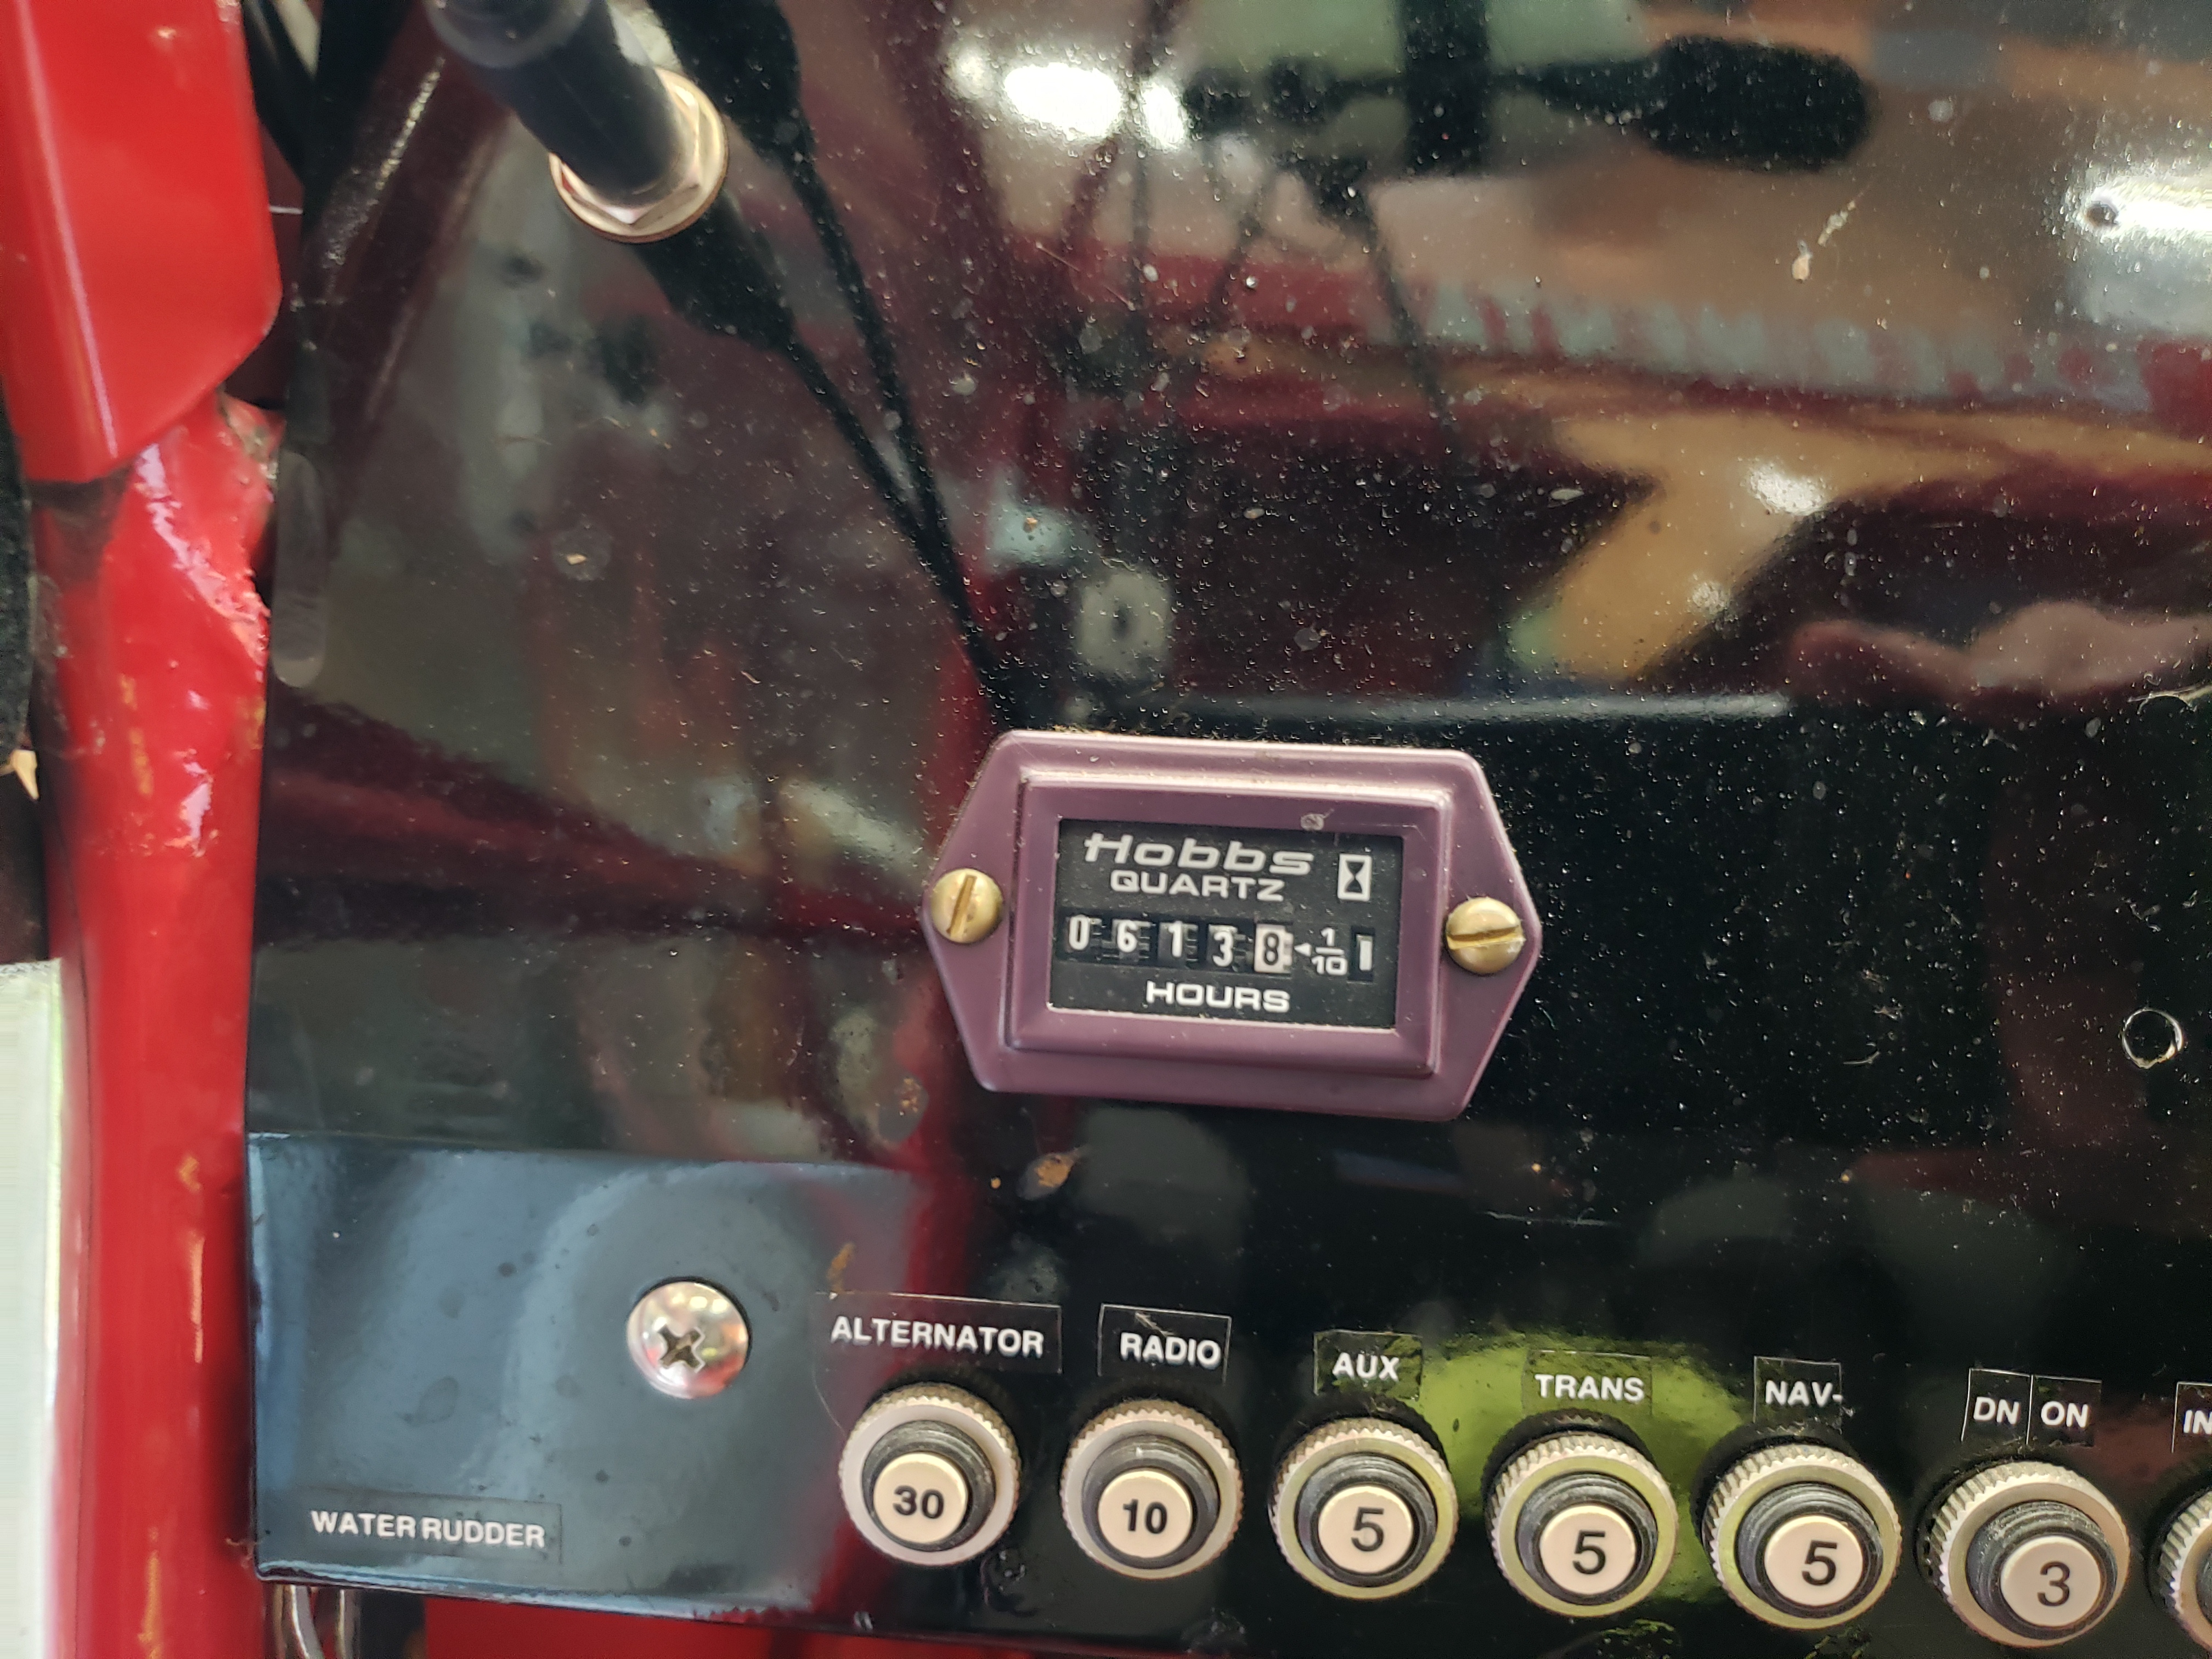 Hobbs
QUARTZ
0 6 1 3 8 1/10
HOURS
ALTERNATOR RADIO AUX TRANS NAV- DN ON
30 10 5 5 5 3
WATER RUDDER